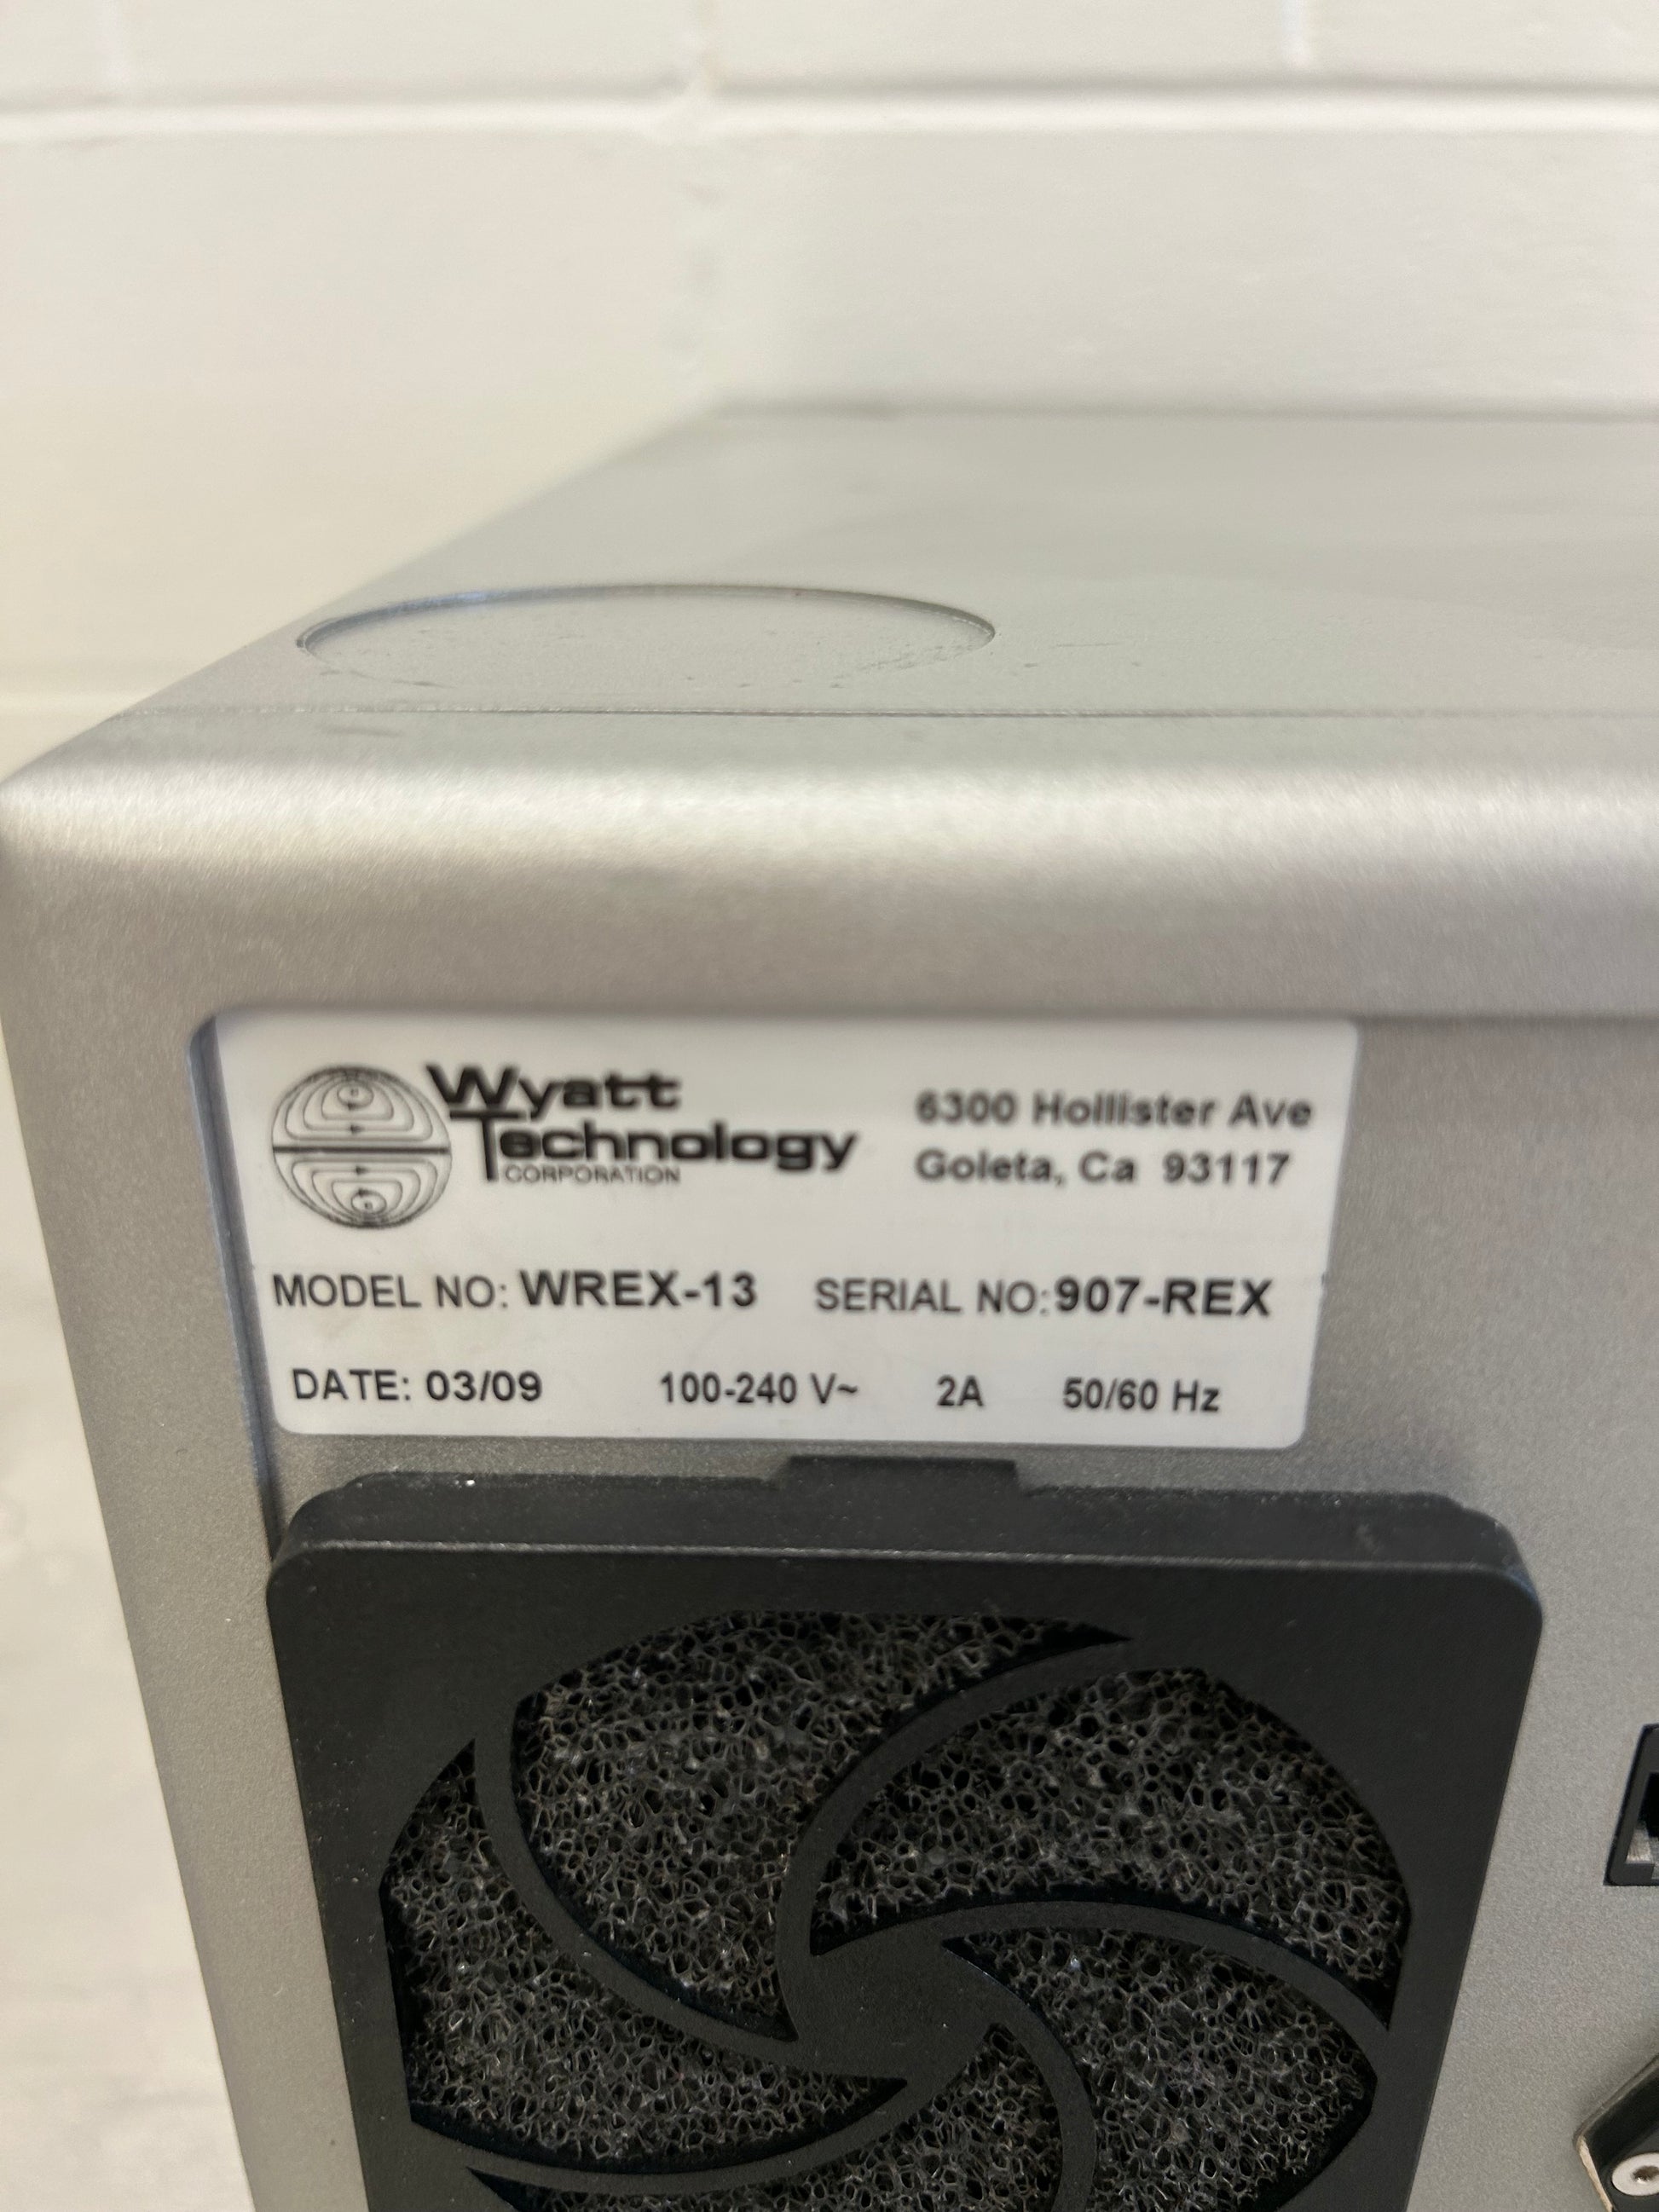 Wyatt
Technology
CORPORATION
6300 Hollister Ave
Goleta, Ca 93117
MODEL NO: WREX-13 SERIAL NO: 907-REX
DATE: 03/09 100-240 V~ 2A 50/60 Hz